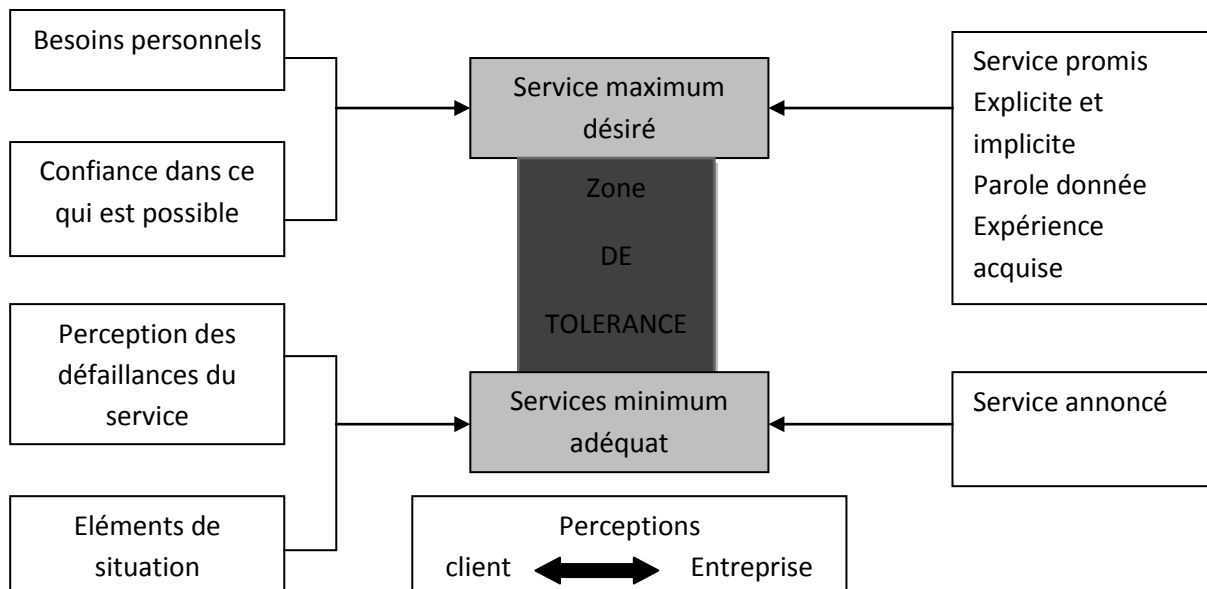 Besoins personnels
Confiance dans ce
qui est possible
Perception des
défaillances du
service
Eléments de
situation
Service maximum
désiré
Zone
DE
TOLERANCE
Services minimum
adéquat
Perceptions
client Entreprise
Service promis
Explicite et
implicite
Parole donnée
Expérience
acquise
Service annoncé